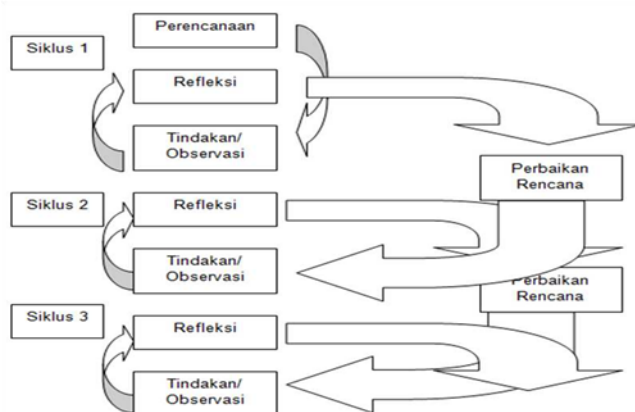 Siklus 1
Perencanaan
Refleksi
Tindakan/
Observasi
Perbaikan
Rencana
Siklus 2
Refleksi
Tindakan/
Observasi
Perbaikan
Rencana
Siklus 3
Refleksi
Tindakan/
Observasi